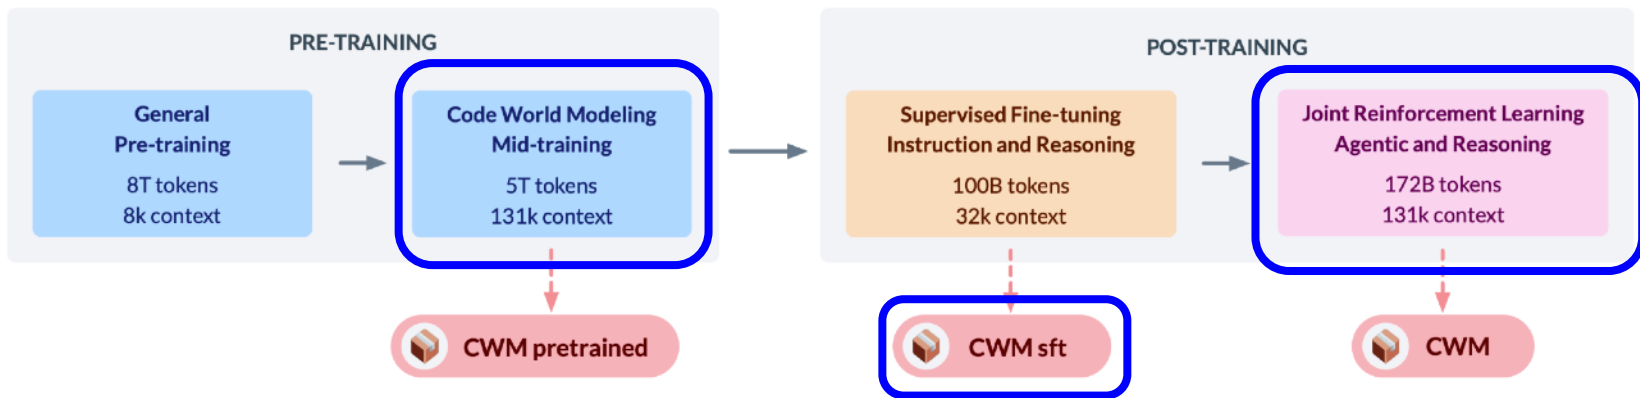 PRE-TRAINING
General
Pre-training
8T tokens
8k context
Code World Modeling
Mid-training
5T tokens
131k context
CWM pretrained
POST-TRAINING
Supervised Fine-tuning
Instruction and Reasoning
100B tokens
32k context
CWM sft
Joint Reinforcement Learning
Agentic and Reasoning
172B tokens
131k context
CWM